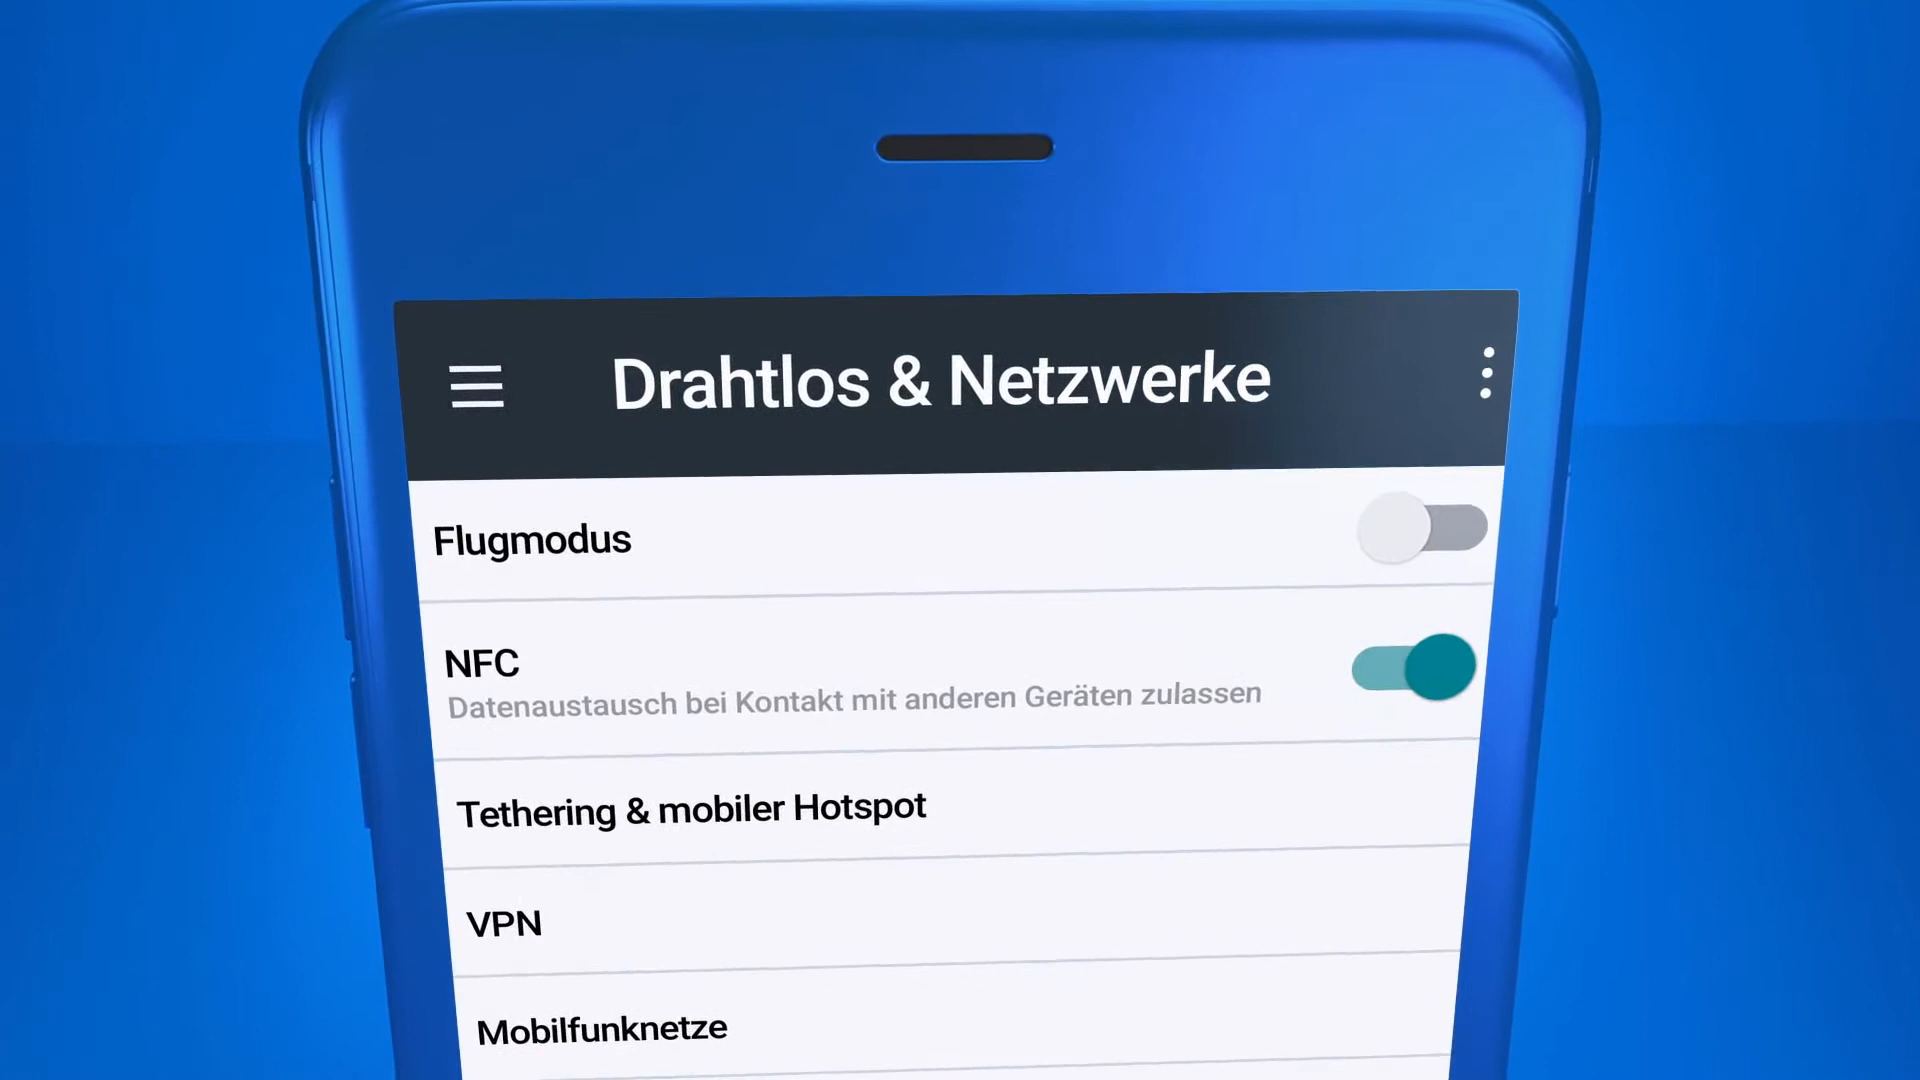 Drahtlos & Netzwerke
Flugmodus
NFC
Datenaustausch bei Kontakt mit anderen Geräten zulassen
Tethering & mobiler Hotspot
VPN
Mobilfunknetze